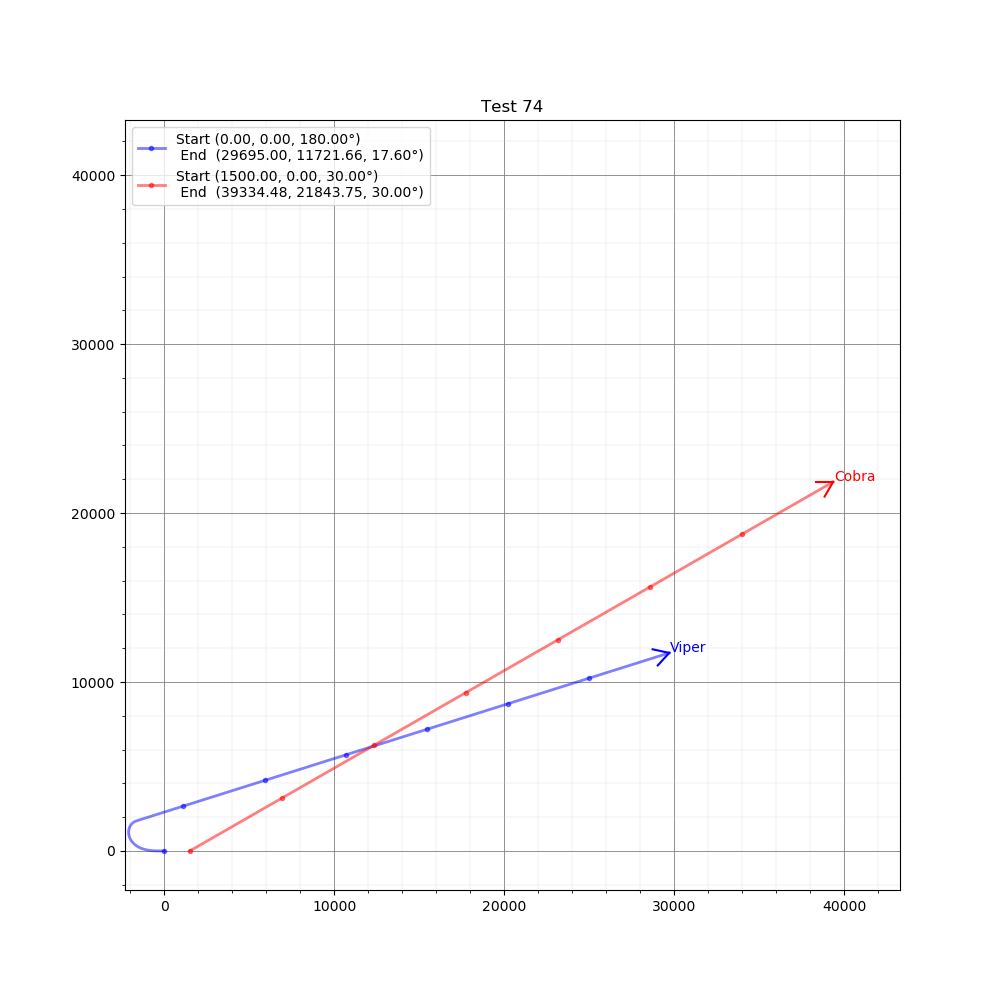 Test 74
Start (0.00, 0.00, 180.00°)
End (29695.00, 11721.66, 17.60°)
Start (1500.00, 0.00, 30.00°)
End (39334.48, 21843.75, 30.00°)
40000
30000
20000
10000
0
Cobra
Viper
0
10000
20000
30000
40000